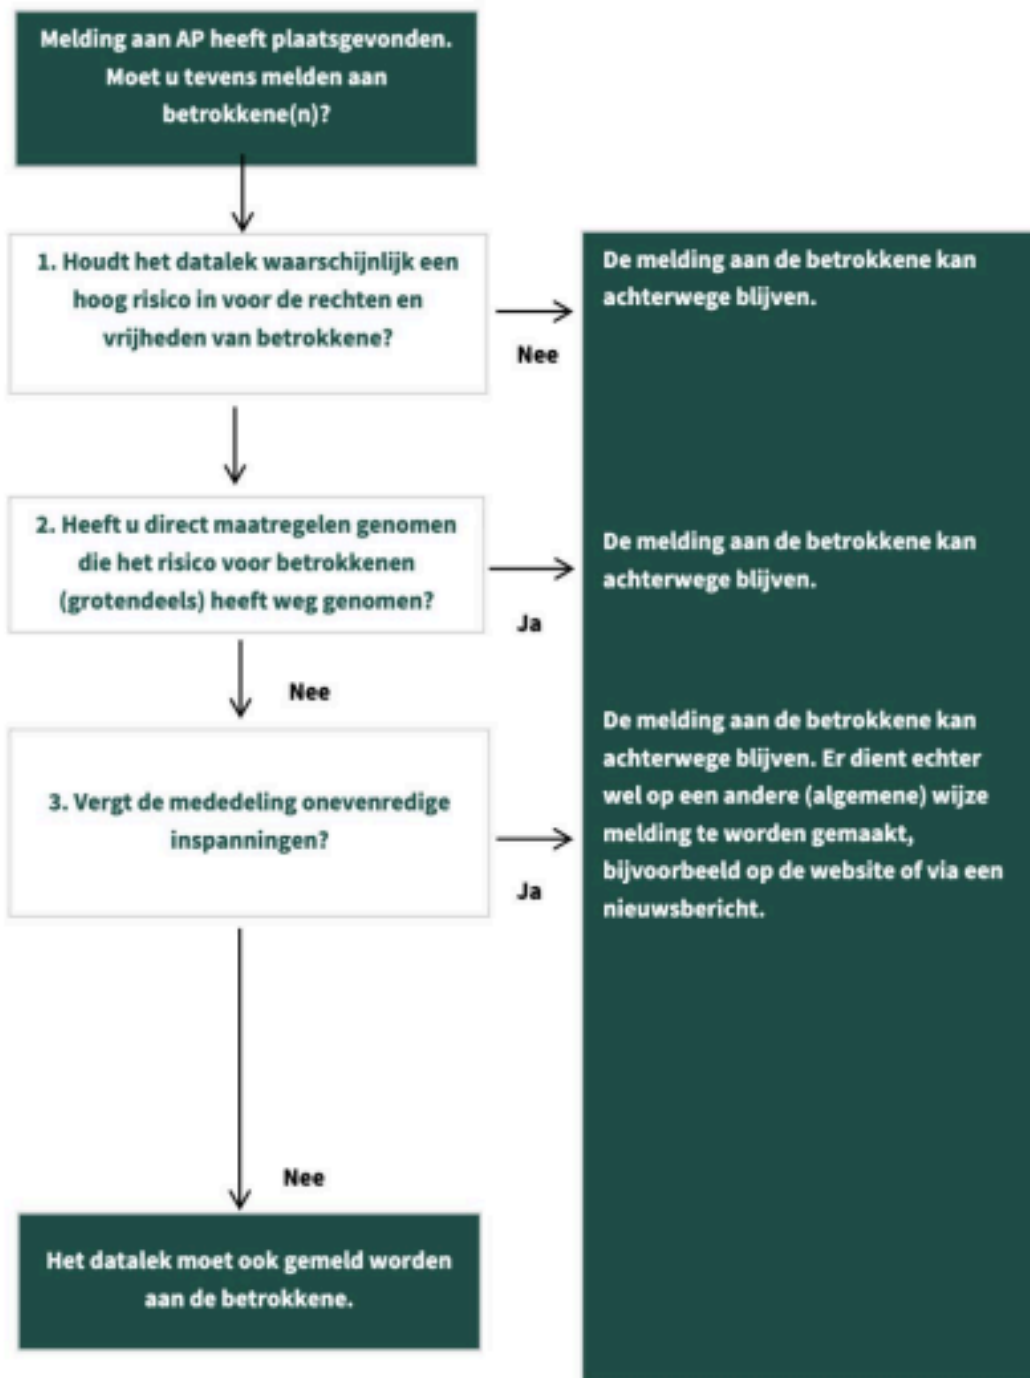 Melding aan AP heeft plaatsgevonden.
Moet u tevens melden aan
betrokkene(n)?
1. Houdt het datalek waarschijnlijk een
hoog risico in voor de rechten en
vrijheden van betrokkene?
Nee
De melding aan de betrokkene kan
achterwege blijven.
2. Heeft u direct maatregelen genomen
die het risico voor betrokkenen
(grotendeels) heeft weg genomen?
Ja
De melding aan de betrokkene kan
achterwege blijven.
Nee
3. Vergt de mededeling onevenredige
inspanningen?
Ja
De melding aan de betrokkene kan
achterwege blijven. Er dient echter
wel op een andere (algemene) wijze
melding te worden gemaakt,
bijvoorbeeld op de website of via een
nieuwsbericht.
Nee
Het datalek moet ook gemeld worden
aan de betrokkene.